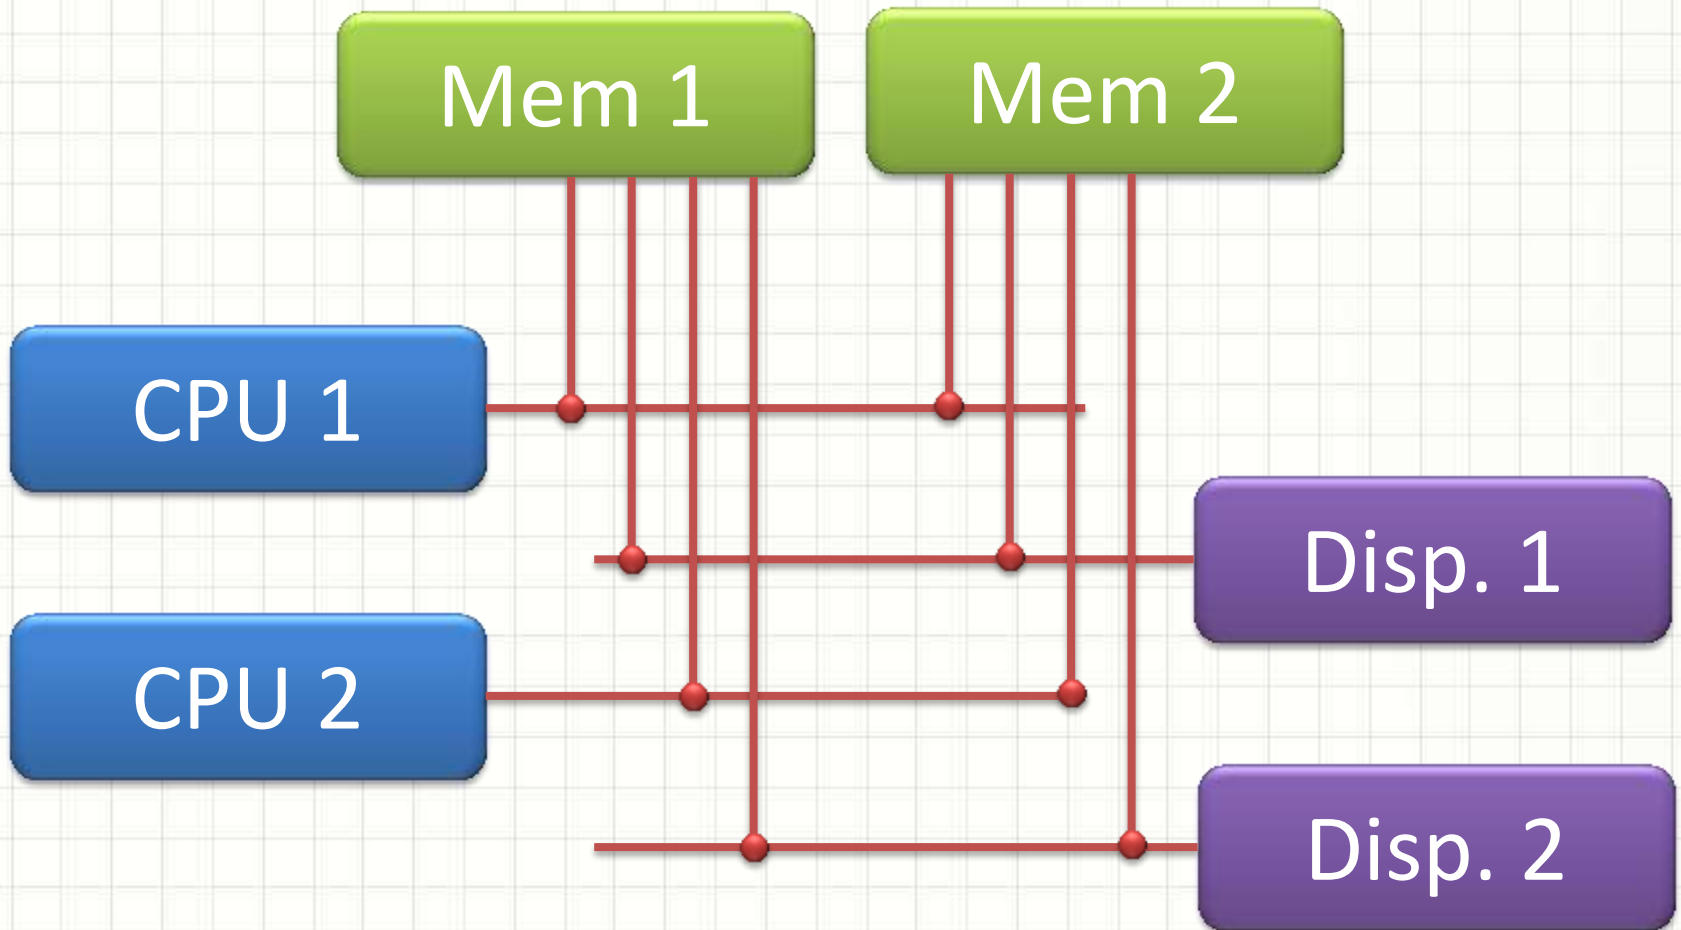 Mem 1
Mem 2
CPU 1
Disp. 1
CPU 2
Disp. 2